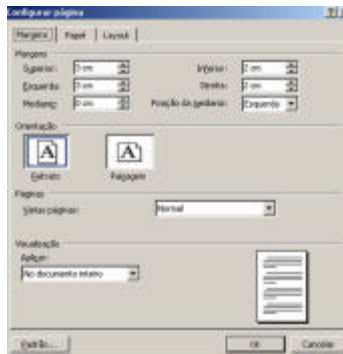 Configurar página
Margens Papel Layout
Margens
Superior: 3 cm Inferior: 2 cm
Esquerda: 3 cm Direita: 2 cm
Medianiz: 0 cm Posição da medianiz: Esquerda
Orientação
A A
Retrato Paisagem
Páginas
Várias páginas: Normal
Visualização
Aplicar:
No documento inteiro
Padrão... OK Cancelar